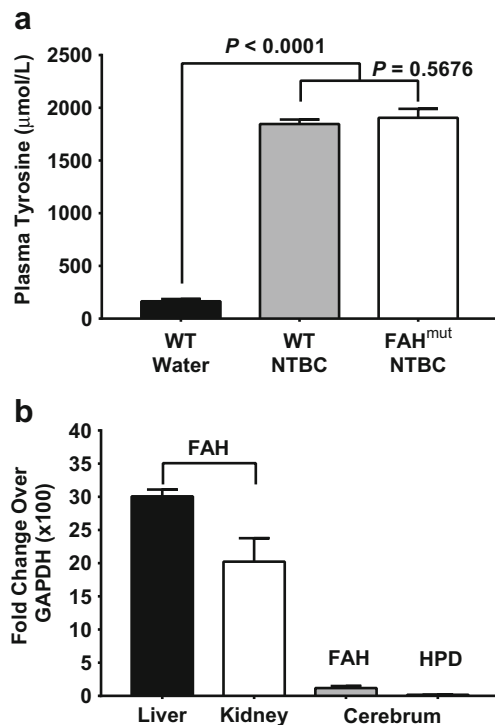 a
P < 0.0001
P = 0.5676
Plasma Tyrosine (μmol/L)
2500
2000
1500
1000
500
0
WT Water
WT NTBC
FAHmut NTBC
b
Fold Change Over
GAPDH (x100)
40
35
30
25
20
15
10
5
0
FAH
FAH
HPD
Liver
Kidney
Cerebrum